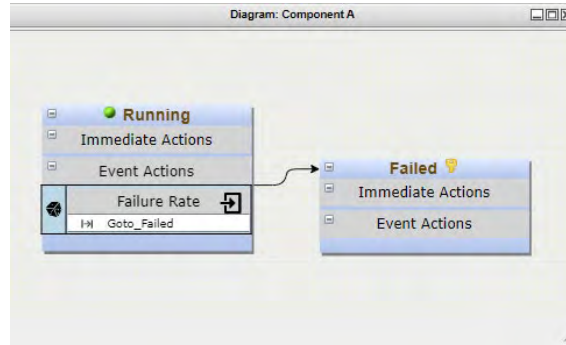 Diagram: Component A
Running
Immediate Actions
Event Actions
Failure Rate
Goto_Failed
Failed
Immediate Actions
Event Actions